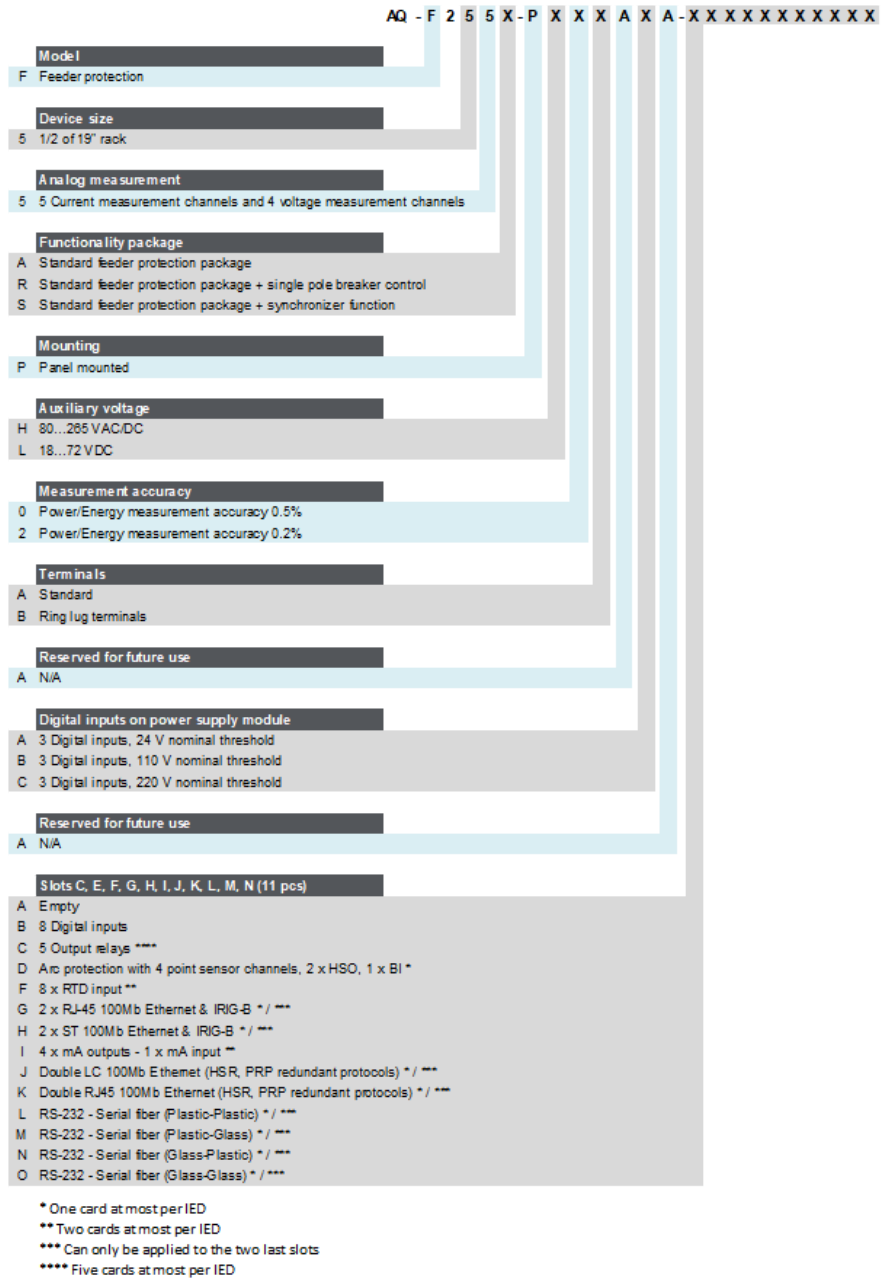 AQ - F 2 5 5 X - P X X X A X A - X X X X X X X X X X X
Model
F Feeder protection
Device size
5 1/2 of 19" rack
Analog measurement
5 5 Current measurement channels and 4 voltage measurement channels
Functionality package
A Standard feeder protection package
R Standard feeder protection package + single pole breaker control
S Standard feeder protection package + synchronizer function
Mounting
P Panel mounted
Auxiliary voltage
H 80...265 VAC/DC
L 18...72 VDC
Measurement accuracy
0 Power/Energy measurement accuracy 0.5%
2 Power/Energy measurement accuracy 0.2%
Terminals
A Standard
B Ring lug terminals
Reserved for future use
A N/A
Digital inputs on power supply module
A 3 Digital inputs, 24 V nominal threshold
B 3 Digital inputs, 110 V nominal threshold
C 3 Digital inputs, 220 V nominal threshold
Reserved for future use
A N/A
Slots C, E, F, G, H, I, J, K, L, M, N (11 pcs)
A Empty
B 8 Digital inputs
C 5 Output relays ****
D Arc protection with 4 point sensor channels, 2 x HSO, 1 x BI *
F 8 x RTD input **
G 2 x RJ-45 100Mb Ethernet & IRIG-B * / ***
H 2 x ST 100Mb Ethernet & IRIG-B * / ***
I 4 x mA outputs - 1 x mA input **
J Double LC 100Mb Ethernet (HSR, PRP redundant protocols) * / ***
K Double RJ45 100Mb Ethernet (HSR, PRP redundant protocols) * / ***
L RS-232 - Serial fiber (Plastic-Plastic) * / ***
M RS-232 - Serial fiber (Plastic-Glass) * / ***
N RS-232 - Serial fiber (Glass-Plastic) * / ***
O RS-232 - Serial fiber (Glass-Glass) * / ***
* One card at most per IED
** Two cards at most per IED
*** Can only be applied to the two last slots
**** Five cards at most per IED